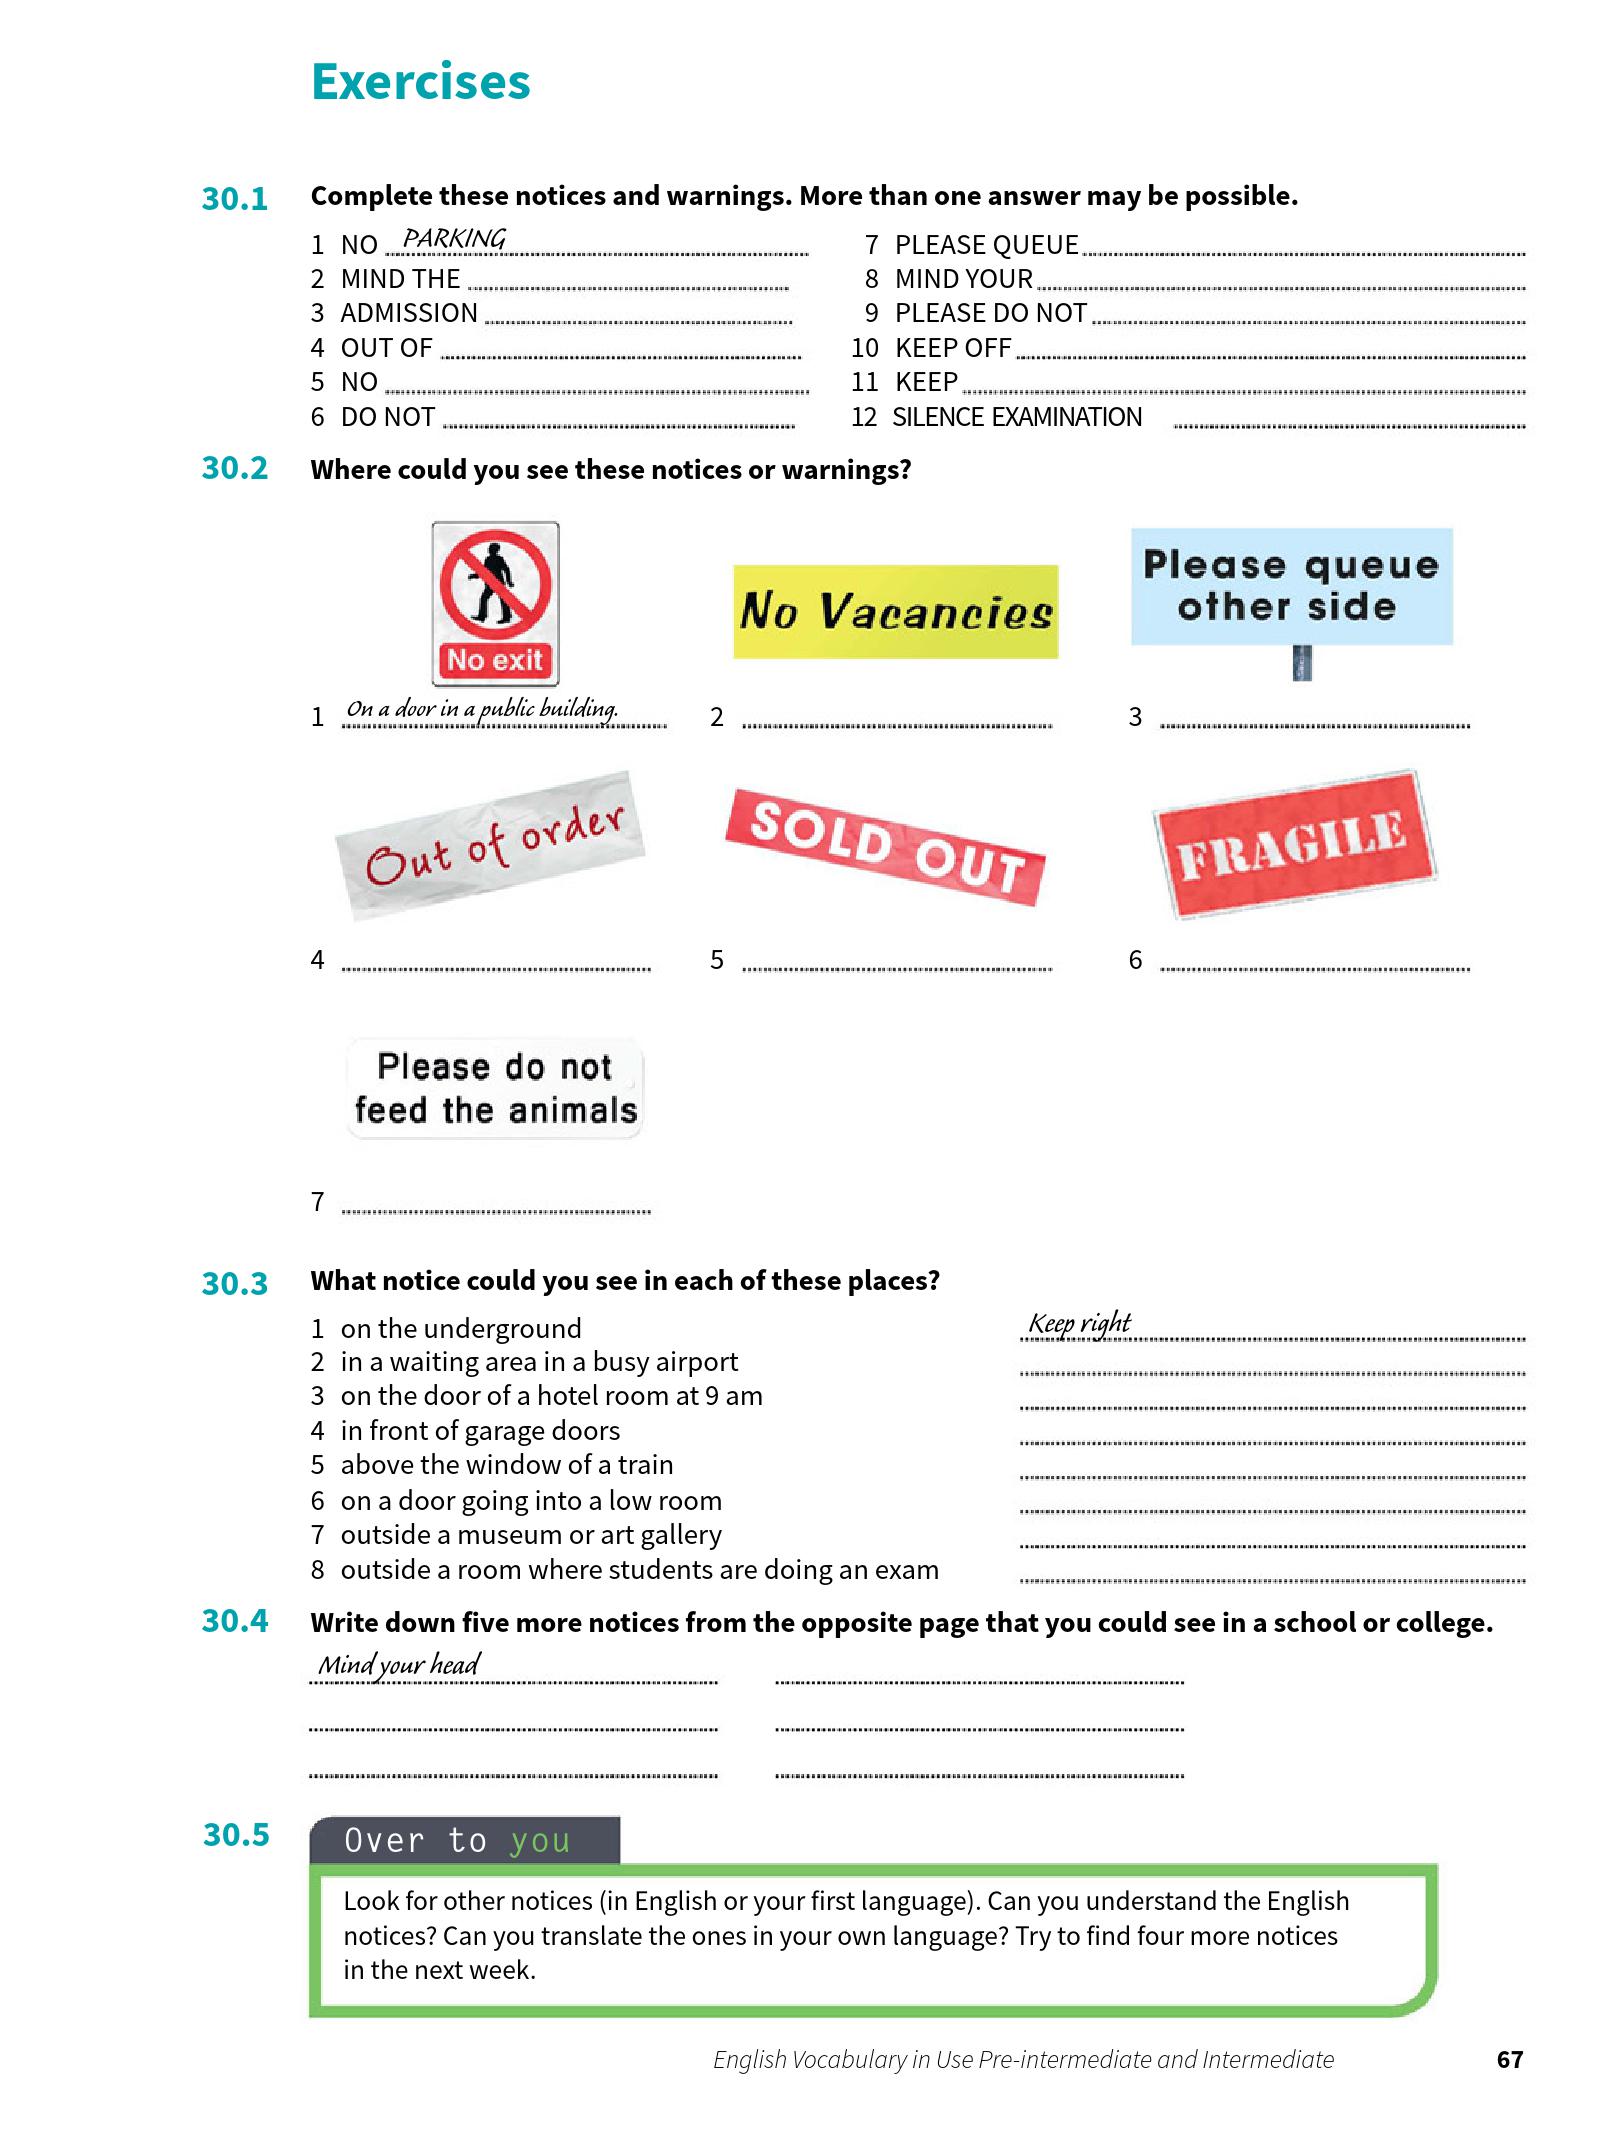 Exercises
30.1 Complete these notices and warnings. More than one answer may be possible.
1 NO PARKING
2 MIND THE
3 ADMISSION
4 OUT OF
5 NO
6 DO NOT
7 PLEASE QUEUE
8 MIND YOUR
9 PLEASE DO NOT
10 KEEP OFF
11 KEEP
12 SILENCE EXAMINATION
30.2 Where could you see these notices or warnings?
No exit
1 On a door in a public building.
No Vacancies
2
Please queue
other side
3
Out of order
4
SOLD OUT
5
FRAGILE
6
Please do not
feed the animals
7
30.3 What notice could you see in each of these places?
1 on the underground Keep right
2 in a waiting area in a busy airport
3 on the door of a hotel room at 9 am
4 in front of garage doors
5 above the window of a train
6 on a door going into a low room
7 outside a museum or art gallery
8 outside a room where students are doing an exam
30.4 Write down five more notices from the opposite page that you could see in a school or college.
Mind your head
30.5 Over to you
Look for other notices (in English or your first language). Can you understand the English
notices? Can you translate the ones in your own language? Try to find four more notices
in the next week.
English Vocabulary in Use Pre-intermediate and Intermediate 67